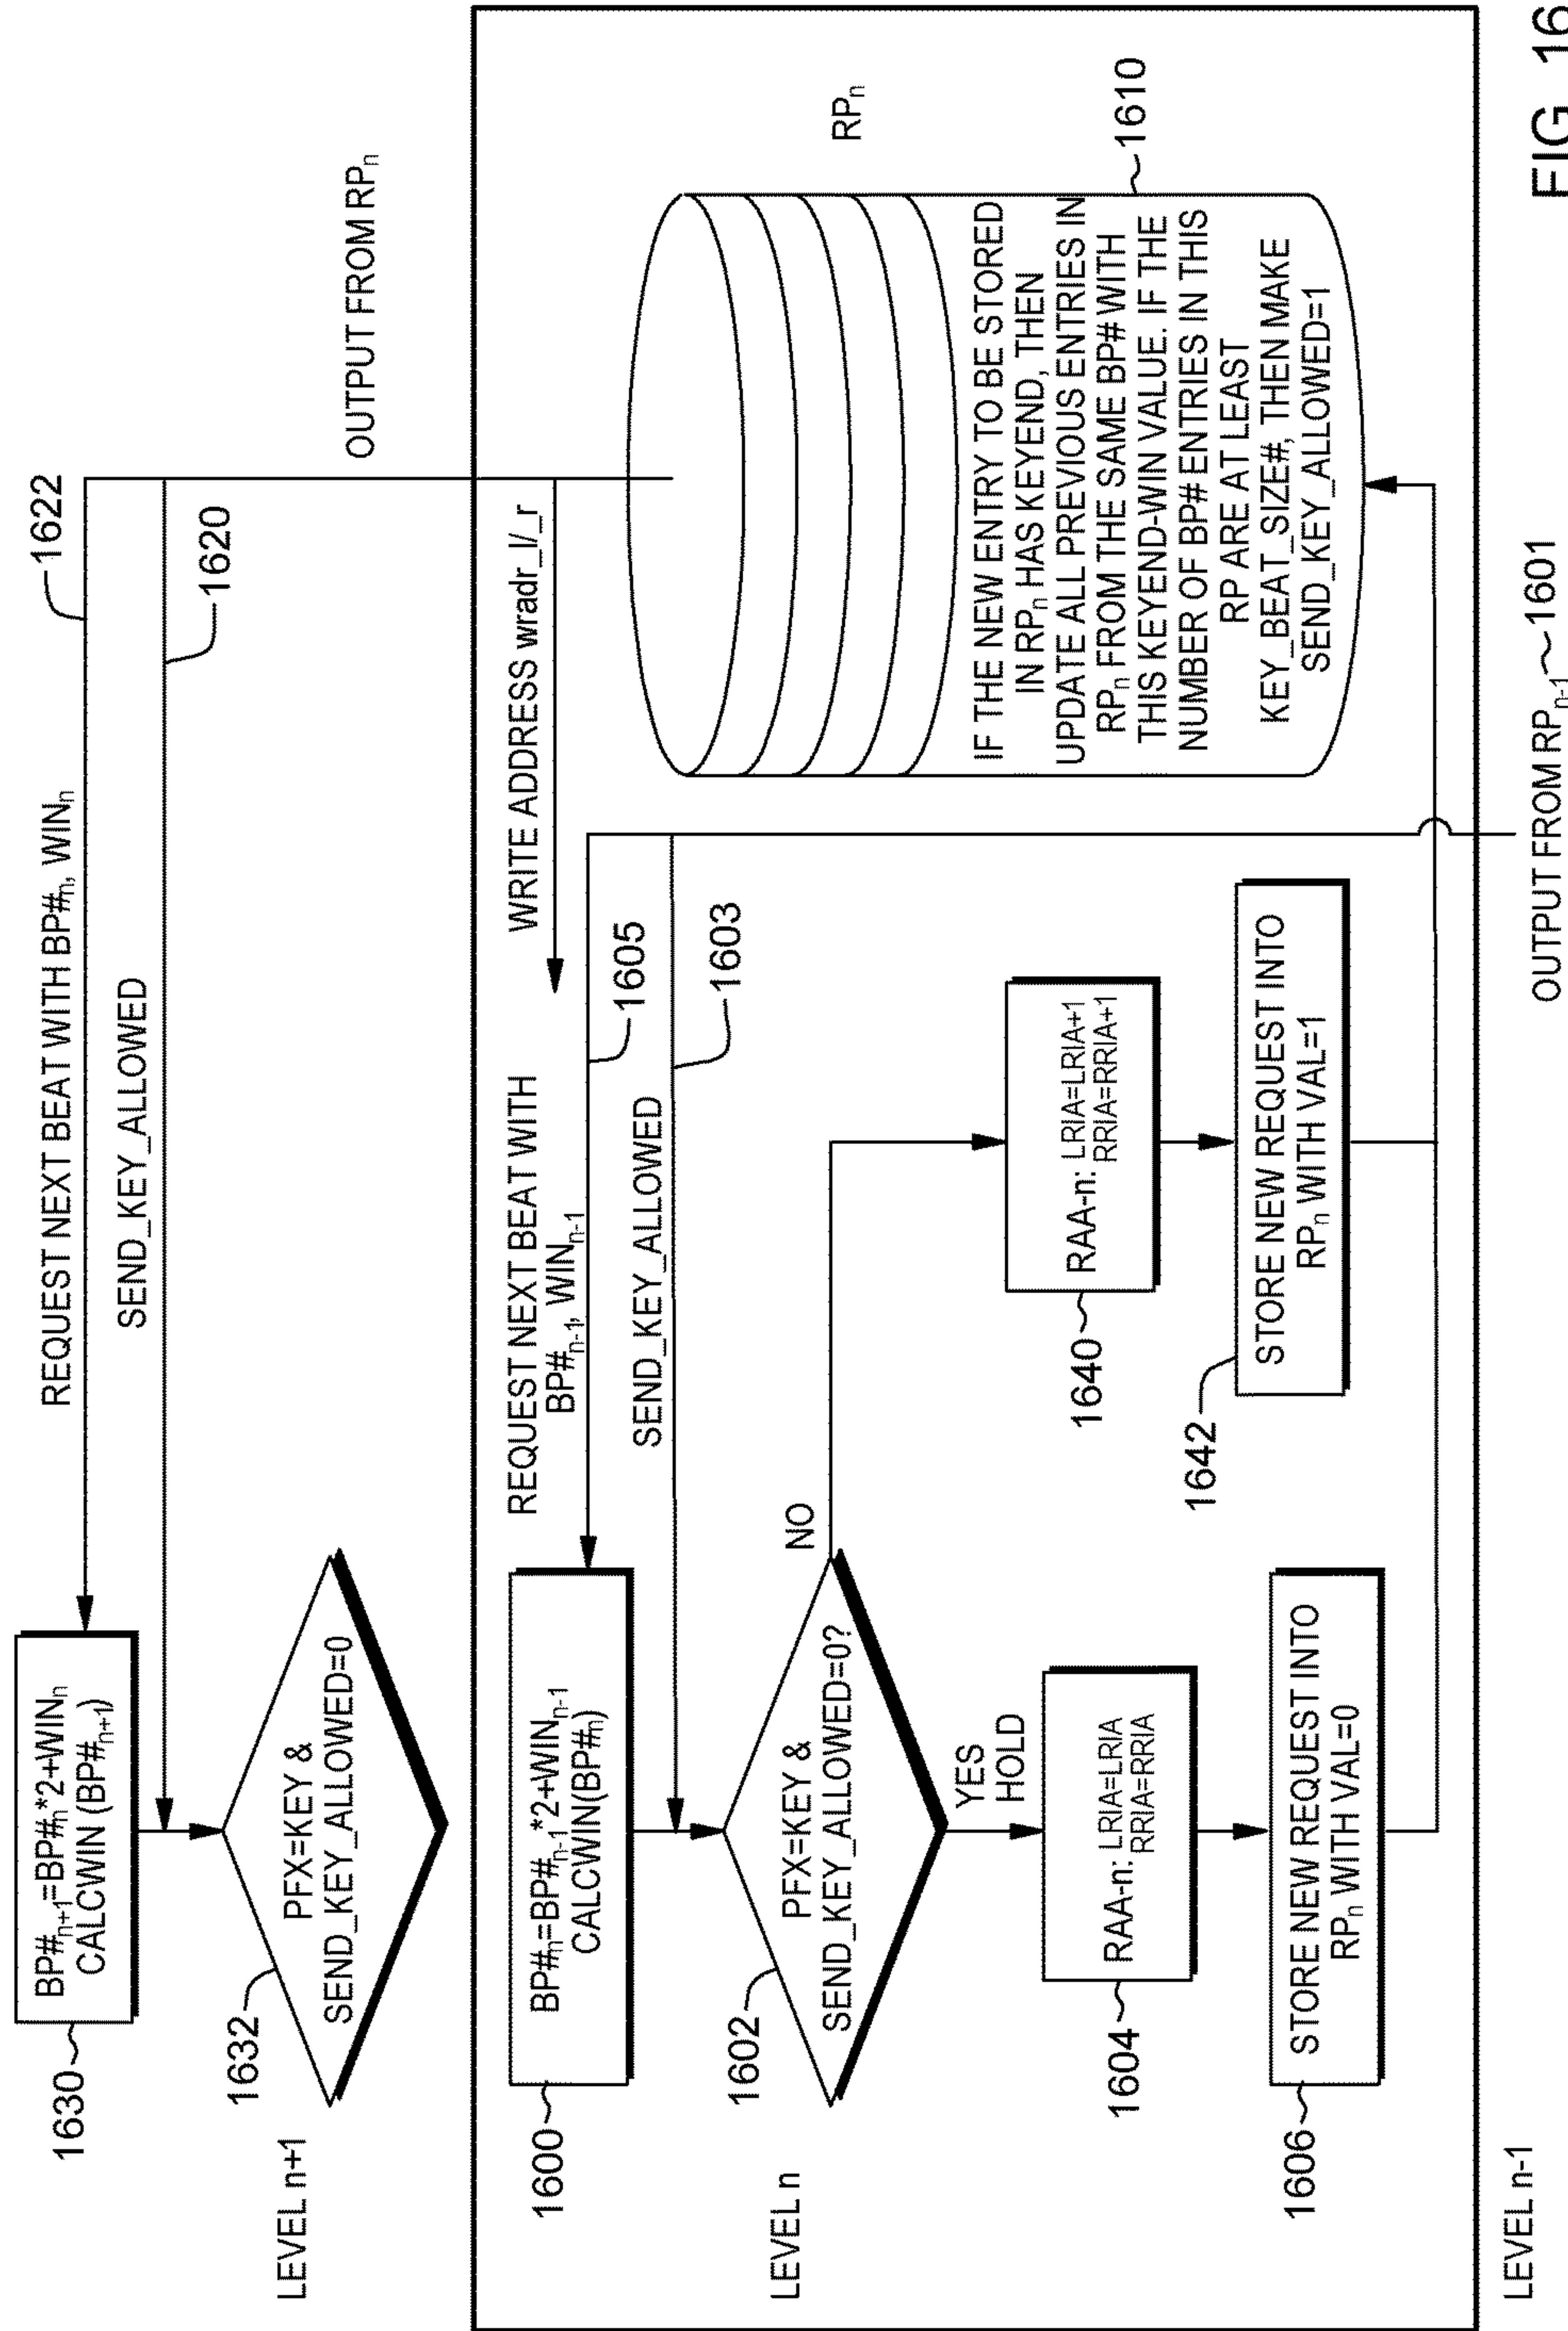 REQUEST NEXT BEAT WITH BP#n, WINn
1622
SEND_KEY_ALLOWED
1620
OUTPUT FROM RPn
1630
BP#n+1=BP#n*2+WINn
CALCWIN (BP#n+1)
1632
PFX=KEY &
SEND_KEY_ALLOWED=0
LEVEL n+1
REQUEST NEXT BEAT WITH
BP#n-1, WINn-1
1605
WRITE ADDRESS wradr_l/_r
SEND_KEY_ALLOWED
1603
1600
BP#n=BP#n-1*2+WINn-1
CALCWIN(BP#n)
LEVEL n
1602
PFX=KEY &
SEND_KEY_ALLOWED=0?
NO
YES
HOLD
1604
RAA-n: LRIA=LRIA
RRIA=RRIA
1606
STORE NEW REQUEST INTO
RPn WITH VAL=0
1640
RAA-n: LRIA=LRIA+1
RRIA=RRIA+1
1642
STORE NEW REQUEST INTO
RPn WITH VAL=1
RPn
IF THE NEW ENTRY TO BE STORED
IN RPn HAS KEYEND, THEN
UPDATE ALL PREVIOUS ENTRIES IN
RPn FROM THE SAME BP# WITH
THIS KEYEND-WIN VALUE. IF THE
NUMBER OF BP# ENTRIES IN THIS
RP ARE AT LEAST
KEY_BEAT_SIZE#, THEN MAKE
SEND_KEY_ALLOWED=1
1610
LEVEL n-1
OUTPUT FROM RPn-1
1601
FIG. 16